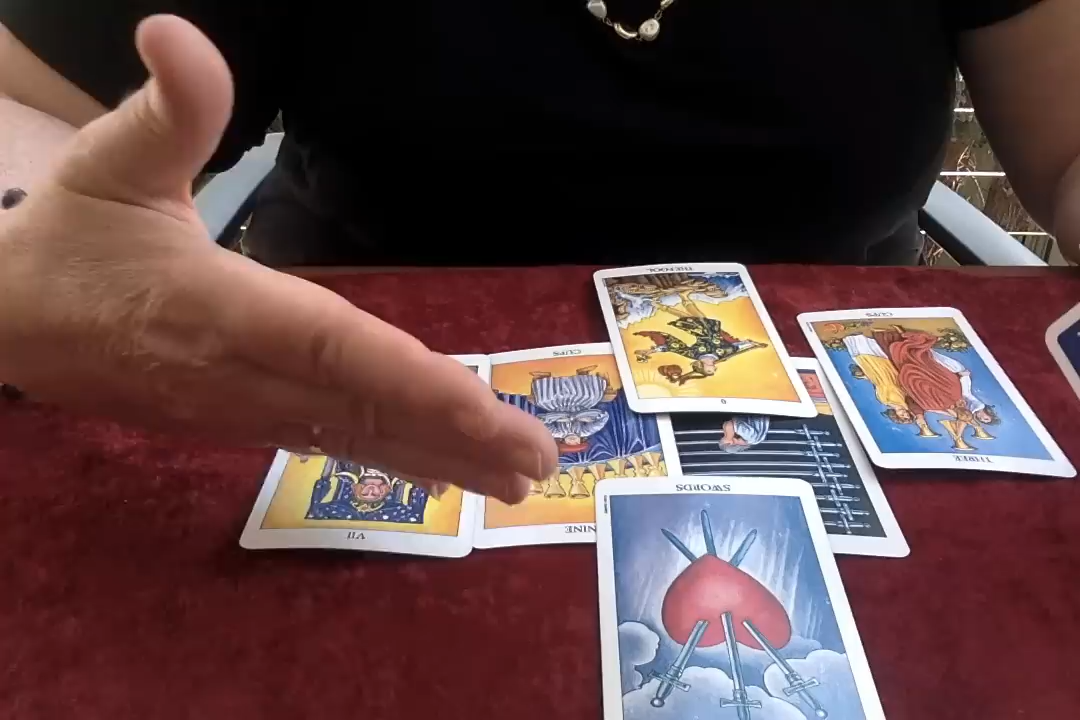 THE FOOL
0
CUPS
THREE
CUPS
NINE
VII
SWORDS